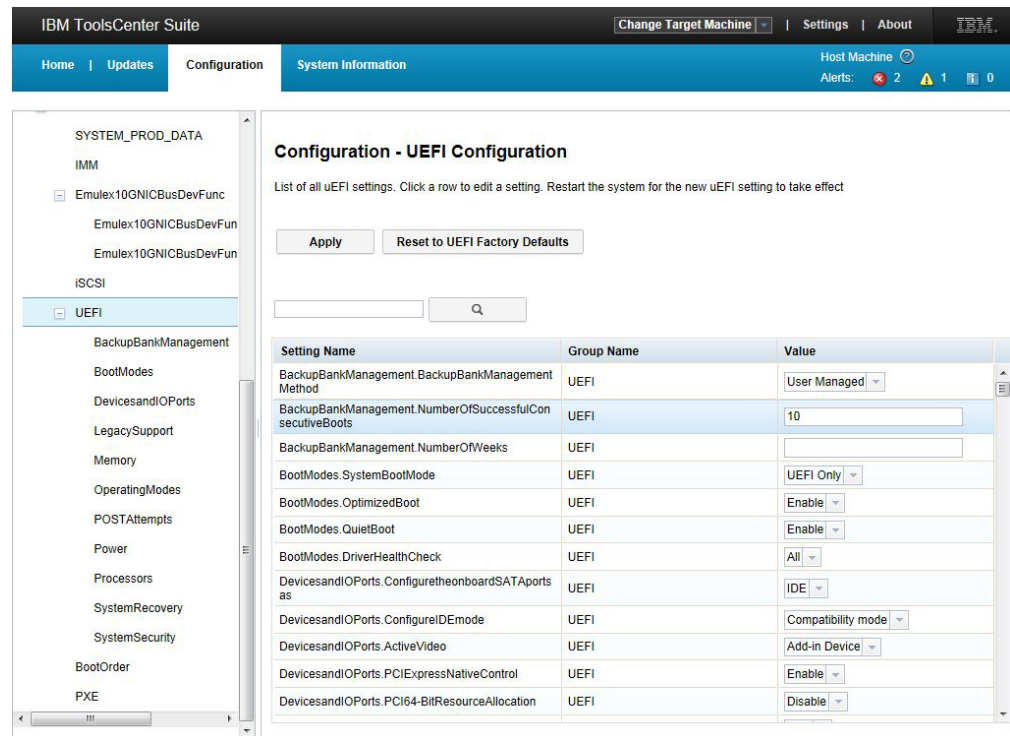 IBM ToolsCenter Suite
Change Target Machine | Settings | About
IBM.
Home | Updates Configuration System Information
Host Machine ?
Alerts: 2 1 0
SYSTEM_PROD_DATA
IMM
Emulex10GNICBusDevFunc
Emulex10GNICBusDevFun
Emulex10GNICBusDevFun
iSCSI
UEFI
BackupBankManagement
BootModes
DevicesandIOPorts
LegacySupport
Memory
OperatingModes
POSTAttempts
Power
Processors
SystemRecovery
SystemSecurity
BootOrder
PXE
Configuration - UEFI Configuration
List of all uEFI settings. Click a row to edit a setting. Restart the system for the new uEFI setting to take effect
Apply Reset to UEFI Factory Defaults
Setting Name Group Name Value
BackupBankManagement.BackupBankManagement
Method UEFI User Managed
BackupBankManagement.NumberOfSuccessfulCon
secutiveBoots UEFI 10
BackupBankManagement.NumberOfWeeks UEFI
BootModes.SystemBootMode UEFI UEFI Only
BootModes.OptimizedBoot UEFI Enable
BootModes.QuietBoot UEFI Enable
BootModes.DriverHealthCheck UEFI All
DevicesandIOPorts.ConfiguretheonboardSATAports
as UEFI IDE
DevicesandIOPorts.ConfigureIDEmode UEFI Compatibility mode
DevicesandIOPorts.ActiveVideo UEFI Add-in Device
DevicesandIOPorts.PCIExpressNativeControl UEFI Enable
DevicesandIOPorts.PCI64-BitResourceAllocation UEFI Disable